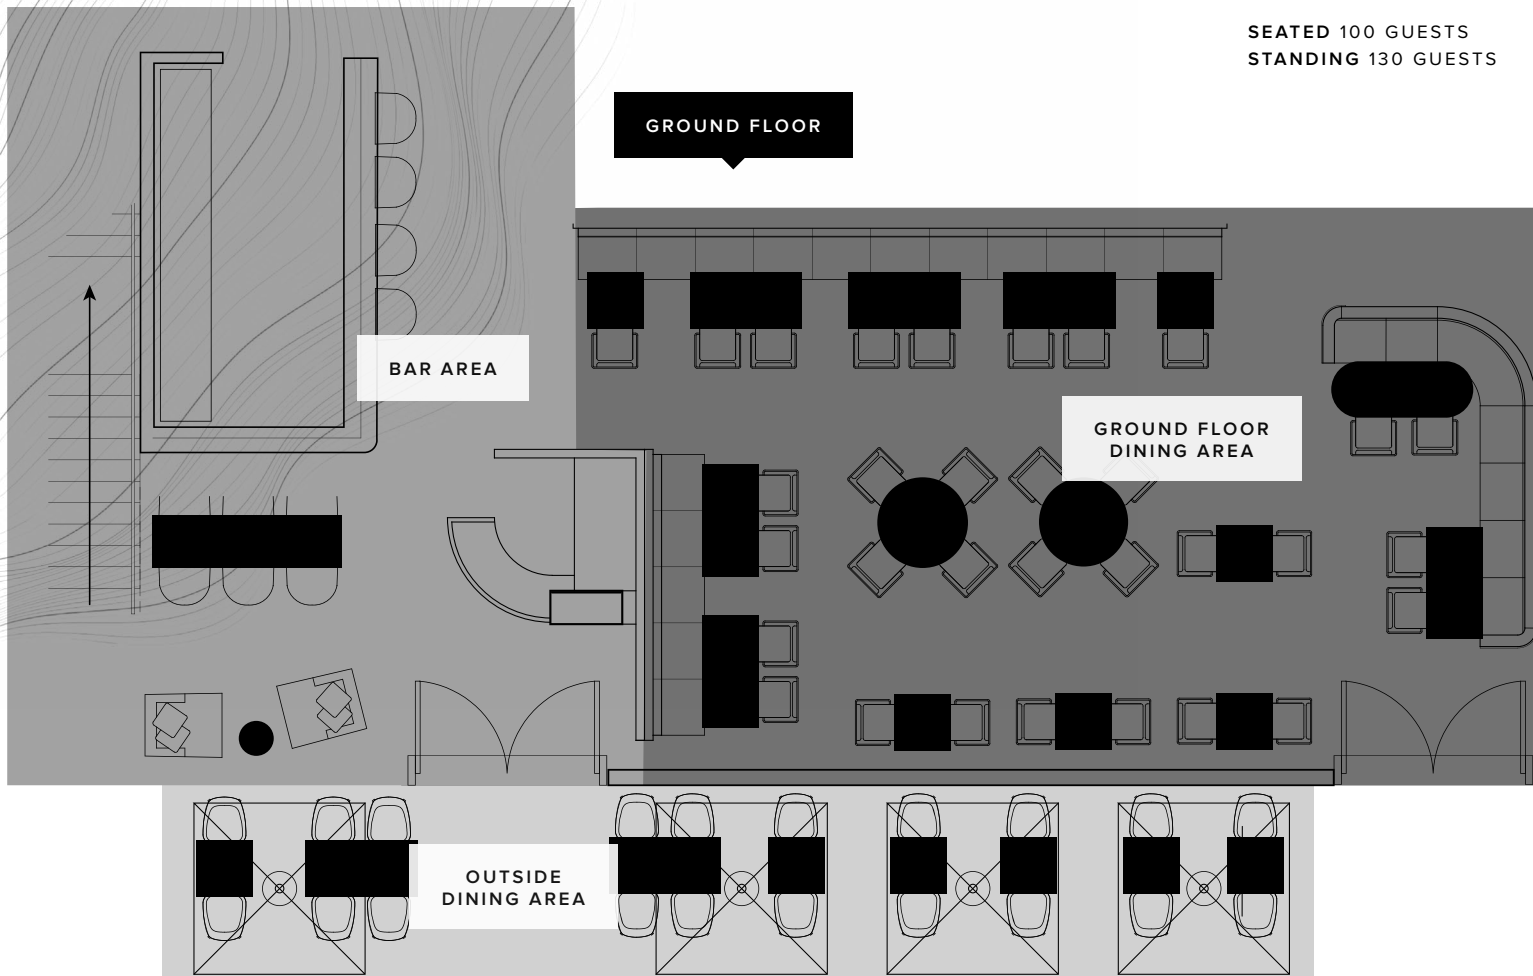 SEATED 100 GUESTS
STANDING 130 GUESTS
GROUND FLOOR
BAR AREA
GROUND FLOOR
DINING AREA
OUTSIDE
DINING AREA